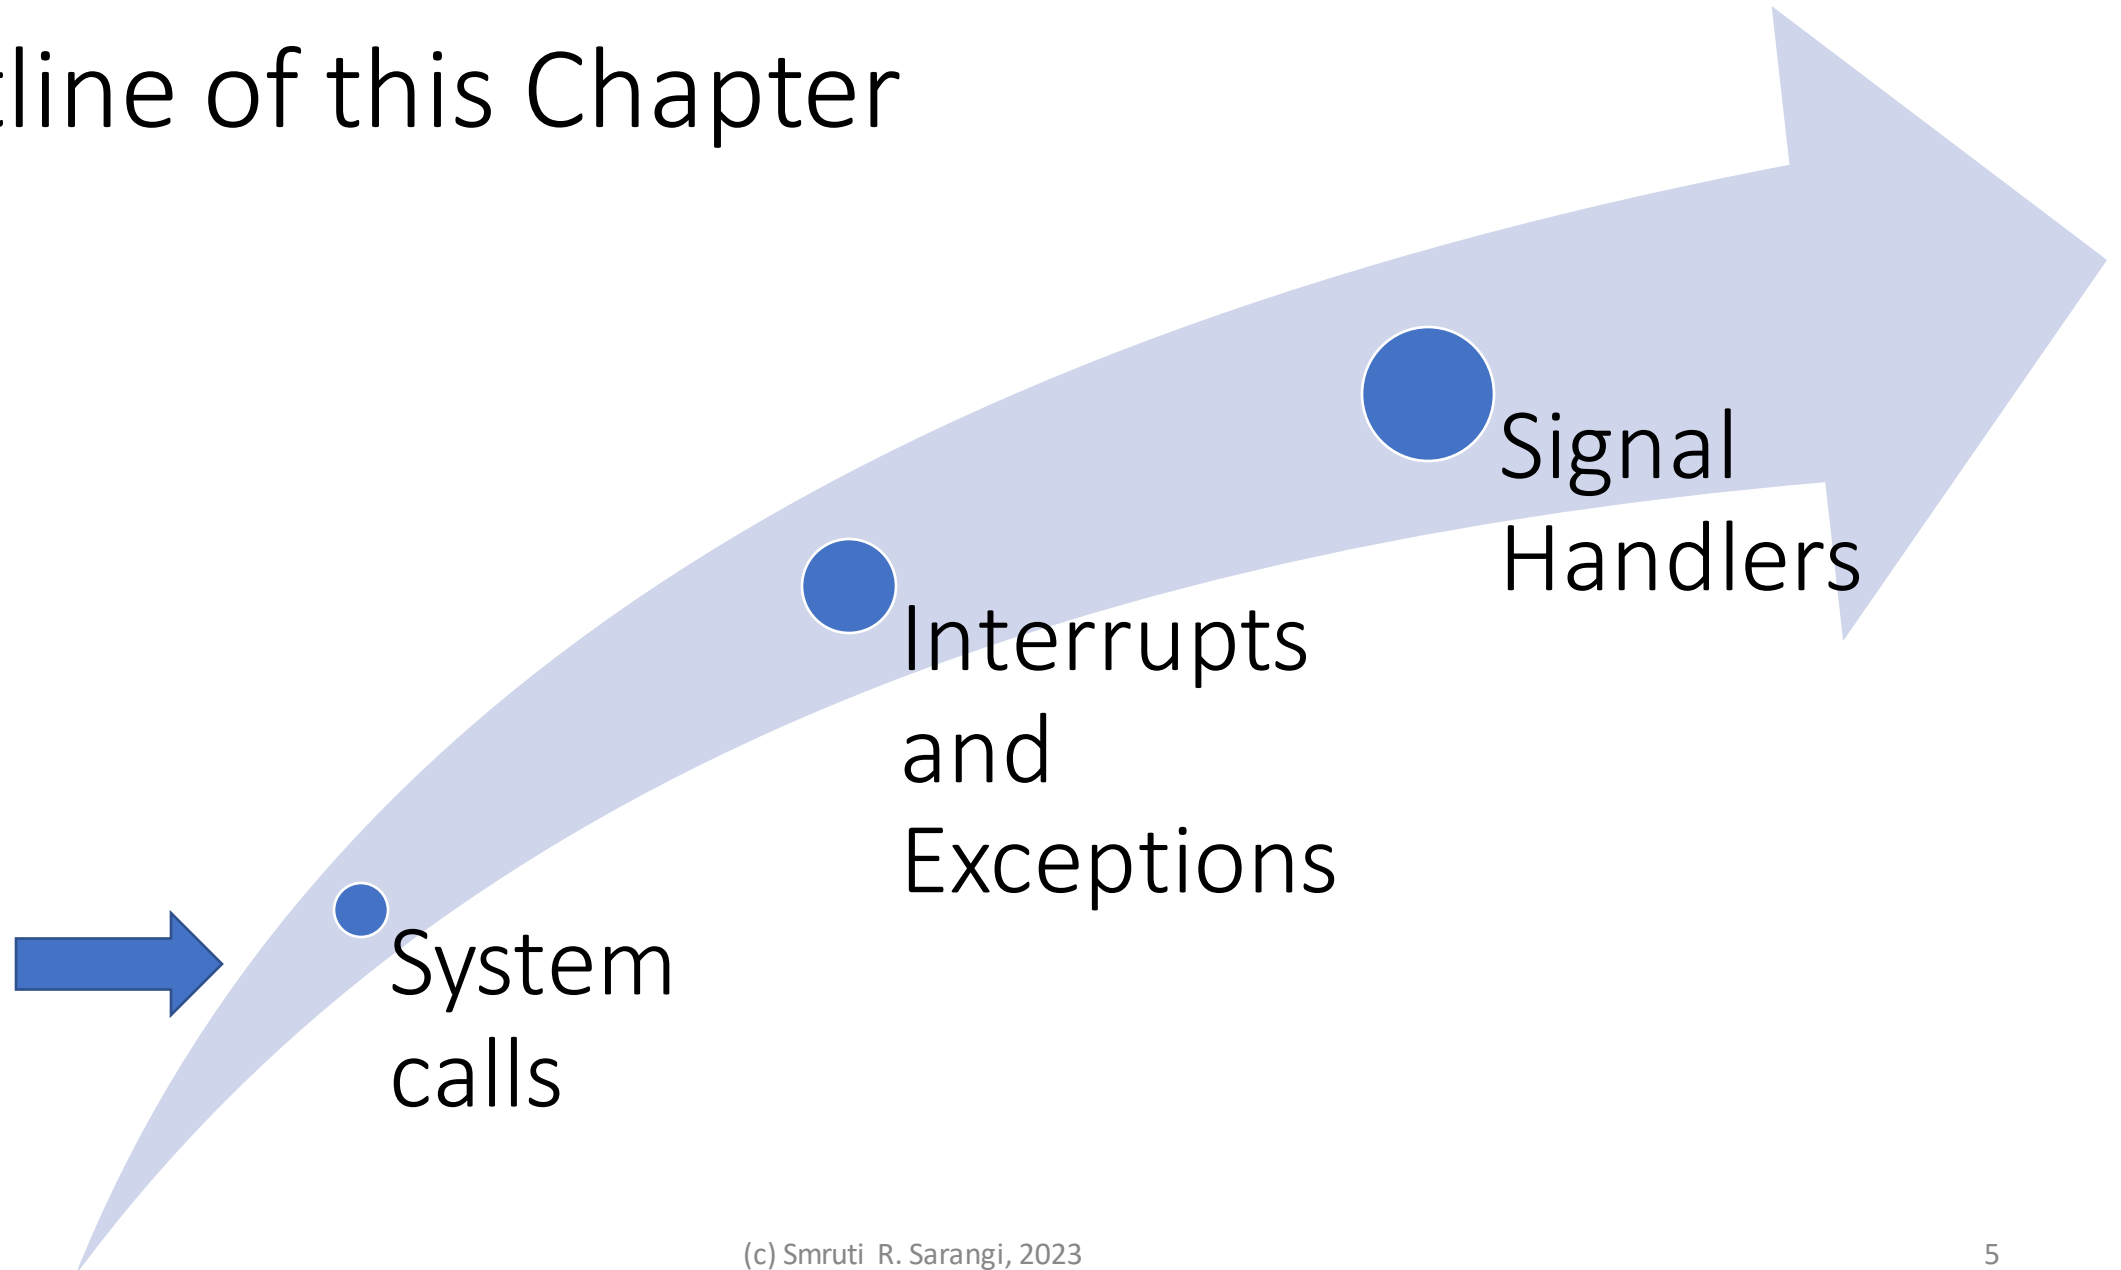 tline of this Chapter
Signal
Handlers
Interrupts
and
Exceptions
System
calls
(c) Smruti R. Sarangi, 2023
5